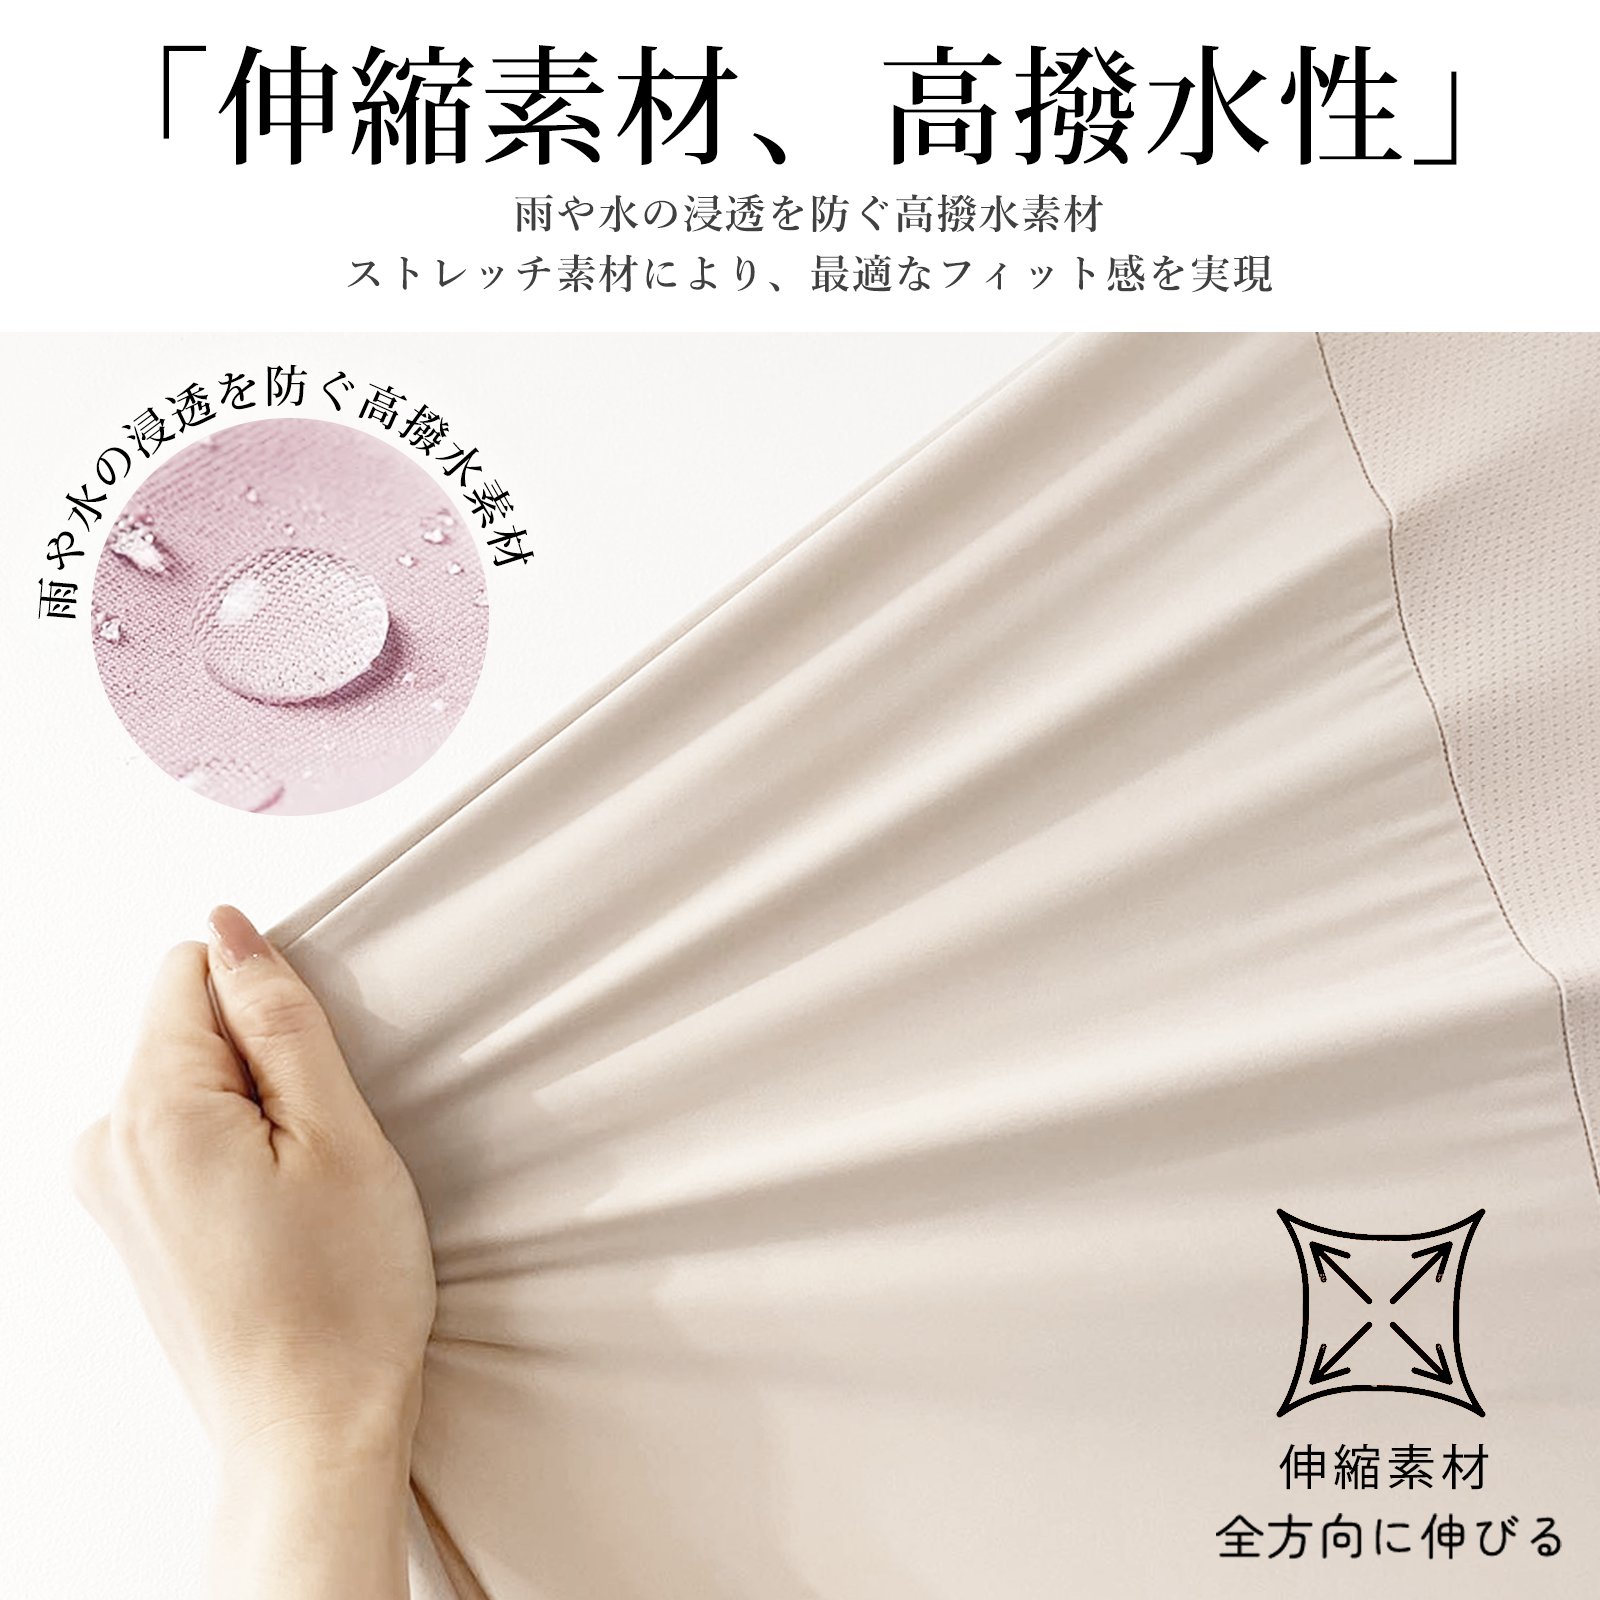 「伸縮素材、高撥水性」
雨や水の浸透を防ぐ高撥水素材
ストレッチ素材により、最適なフィット感を実現
雨や水の浸透を防ぐ高撥水素材
伸縮素材
全方向に伸びる